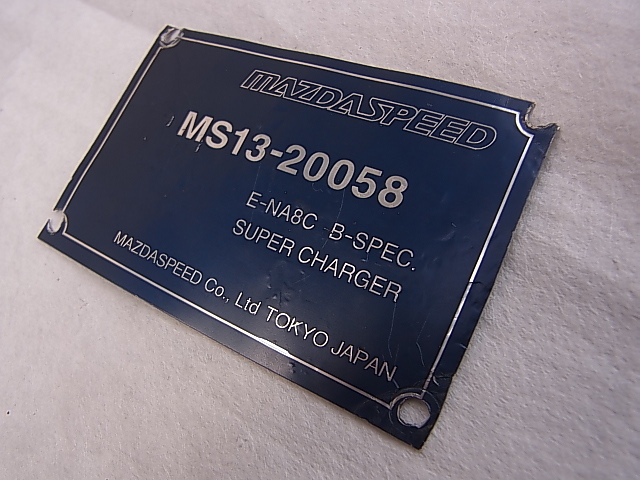 MAZDASPEED
MS13-20058
E-NA8C B-SPEC.
SUPER CHARGER
MAZDASPEED Co., Ltd TOKYO JAPAN